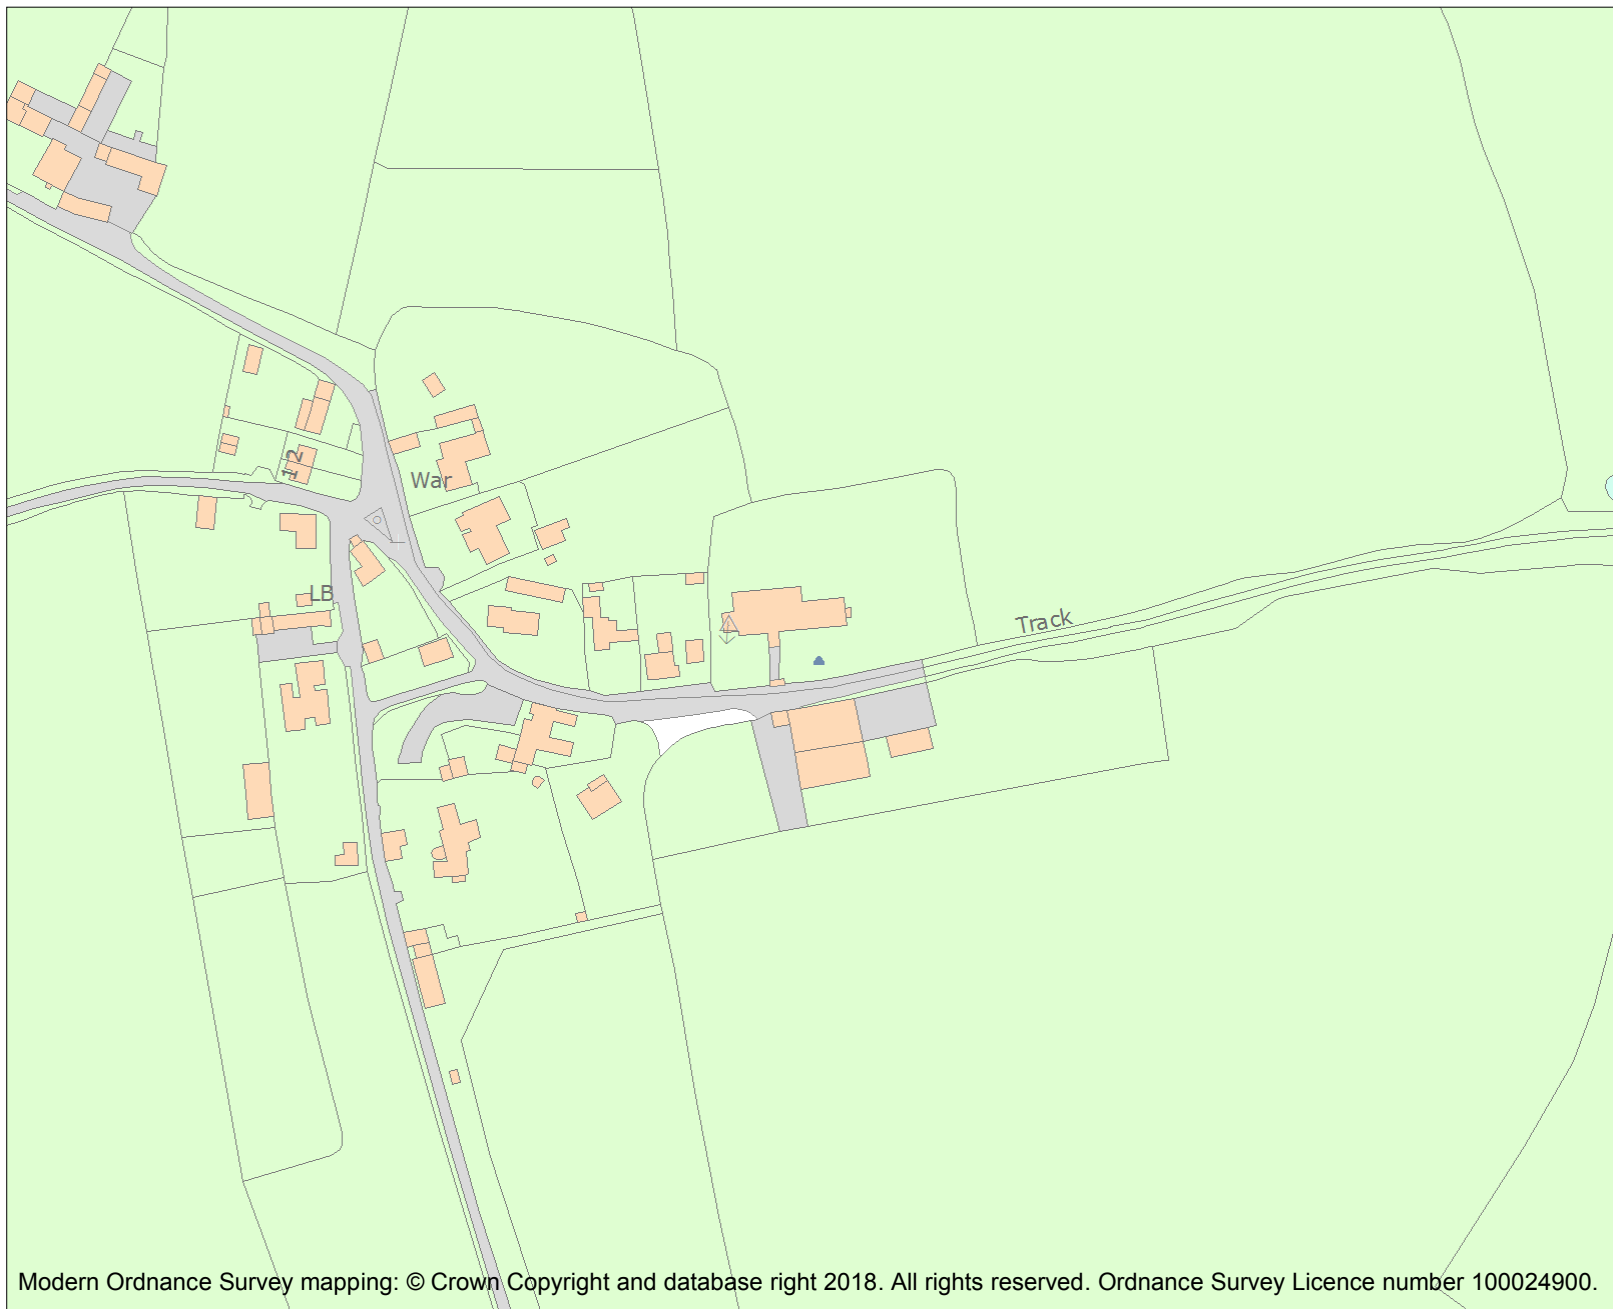 12
War
LB
Track
Modern Ordnance Survey mapping: © Crown Copyright and database right 2018. All rights reserved. Ordnance Survey Licence number 100024900.